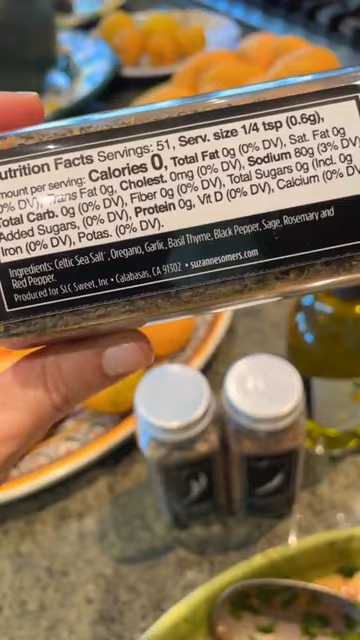 utrition Facts Servings: 51, Serv. size 1/4 tsp (0.6g),
mount per serving: Calories 0, Total Fat 0g (0% DV), Sat. Fat 0g
0% DV), Trans Fat 0g, Cholest. 0mg (0% DV), Sodium 80g (3% DV)
Total Carb. 0g (0% DV), Fiber 0g (0% DV), Total Sugars 0g (Incl. 0g
Added Sugars, (0% DV), Protein 0g, Vit D (0% DV), Calcium (0% DV
Iron (0% DV), Potas. (0% DV).
Ingredients: Celtic Sea Salt*, Oregano, Garlic, Basil Thyme, Black Pepper, Sage, Rosemary and
Red Pepper.
Produced for SLC Sweet, Inc • Calabasas, CA 91302 • suzannesomers.com